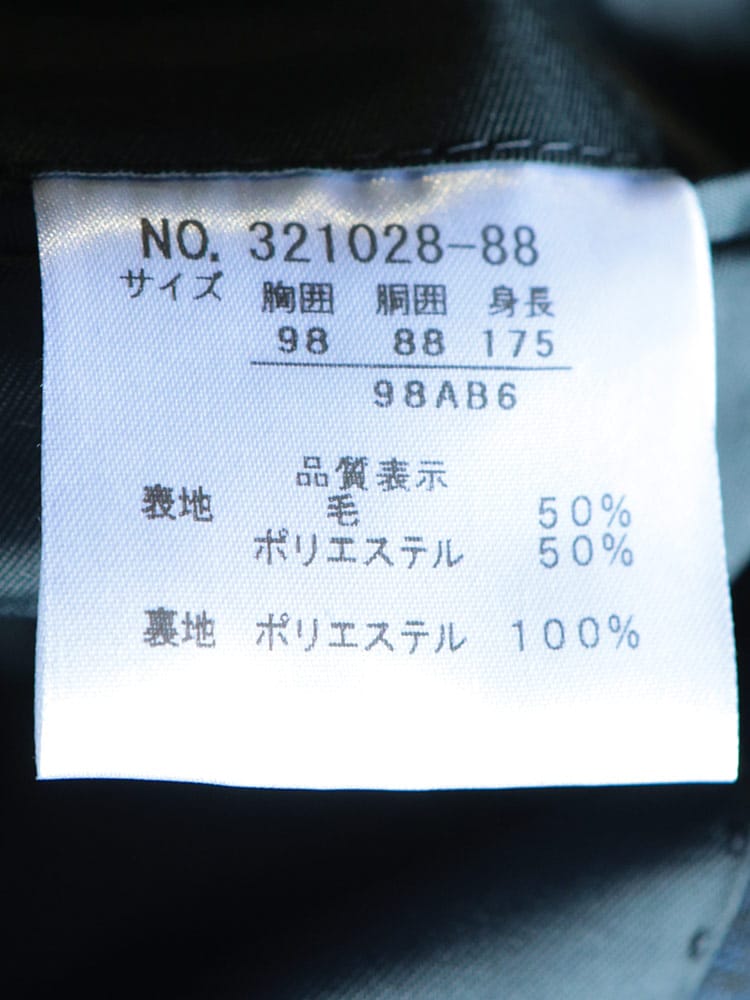 NO. 321028-88
サイズ 胸囲 胴囲 身長
98 88 175
98AB6
品質表示
表地 毛 50%
ポリエステル 50%
裏地 ポリエステル 100%